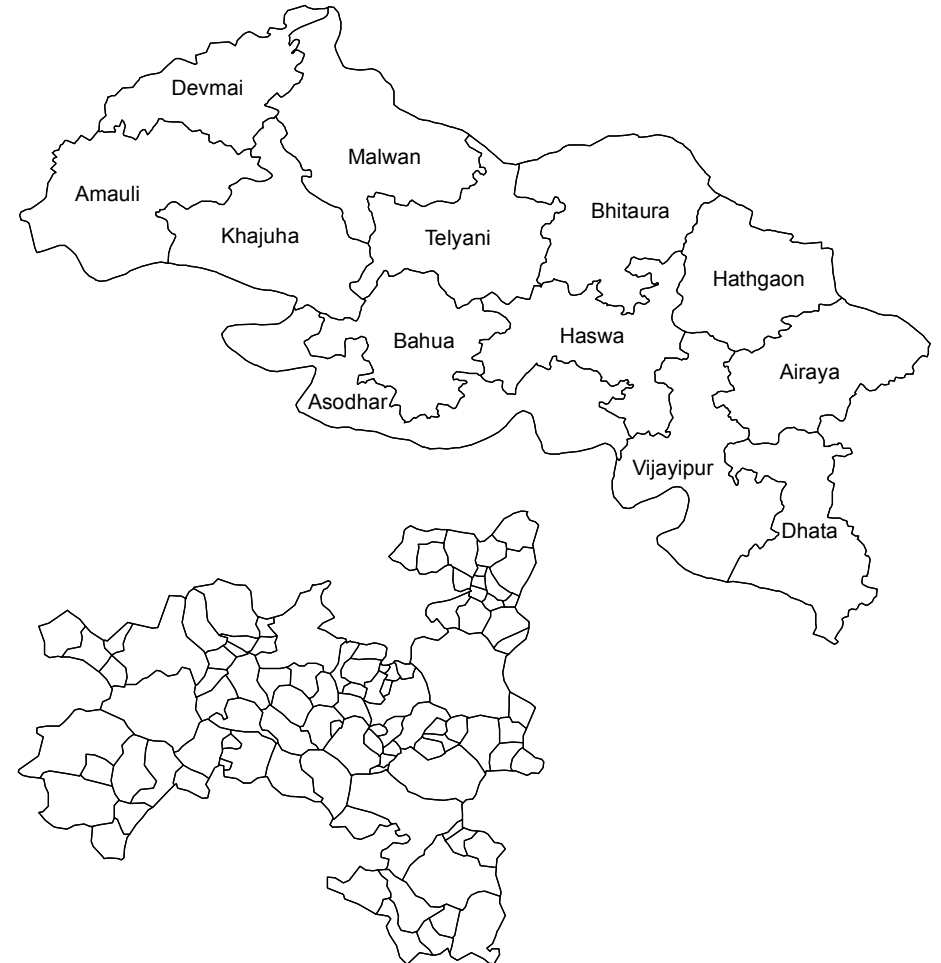 Devmai
Malwan
Amauli
Bhitaura
Khajuha
Telyani
Hathgaon
Haswa
Bahua
Airaya
Asodhar
Vijayipur
Dhata